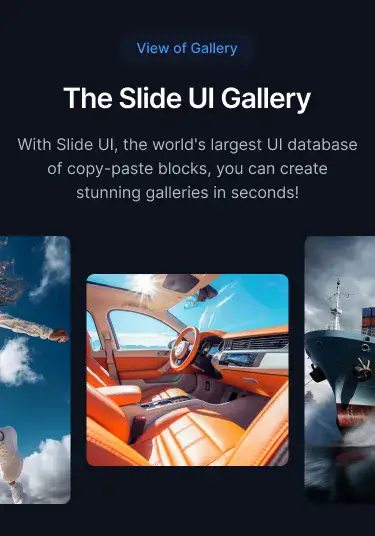 View of Gallery
The Slide UI Gallery
With Slide UI, the world's largest UI database
of copy-paste blocks, you can create
stunning galleries in seconds!